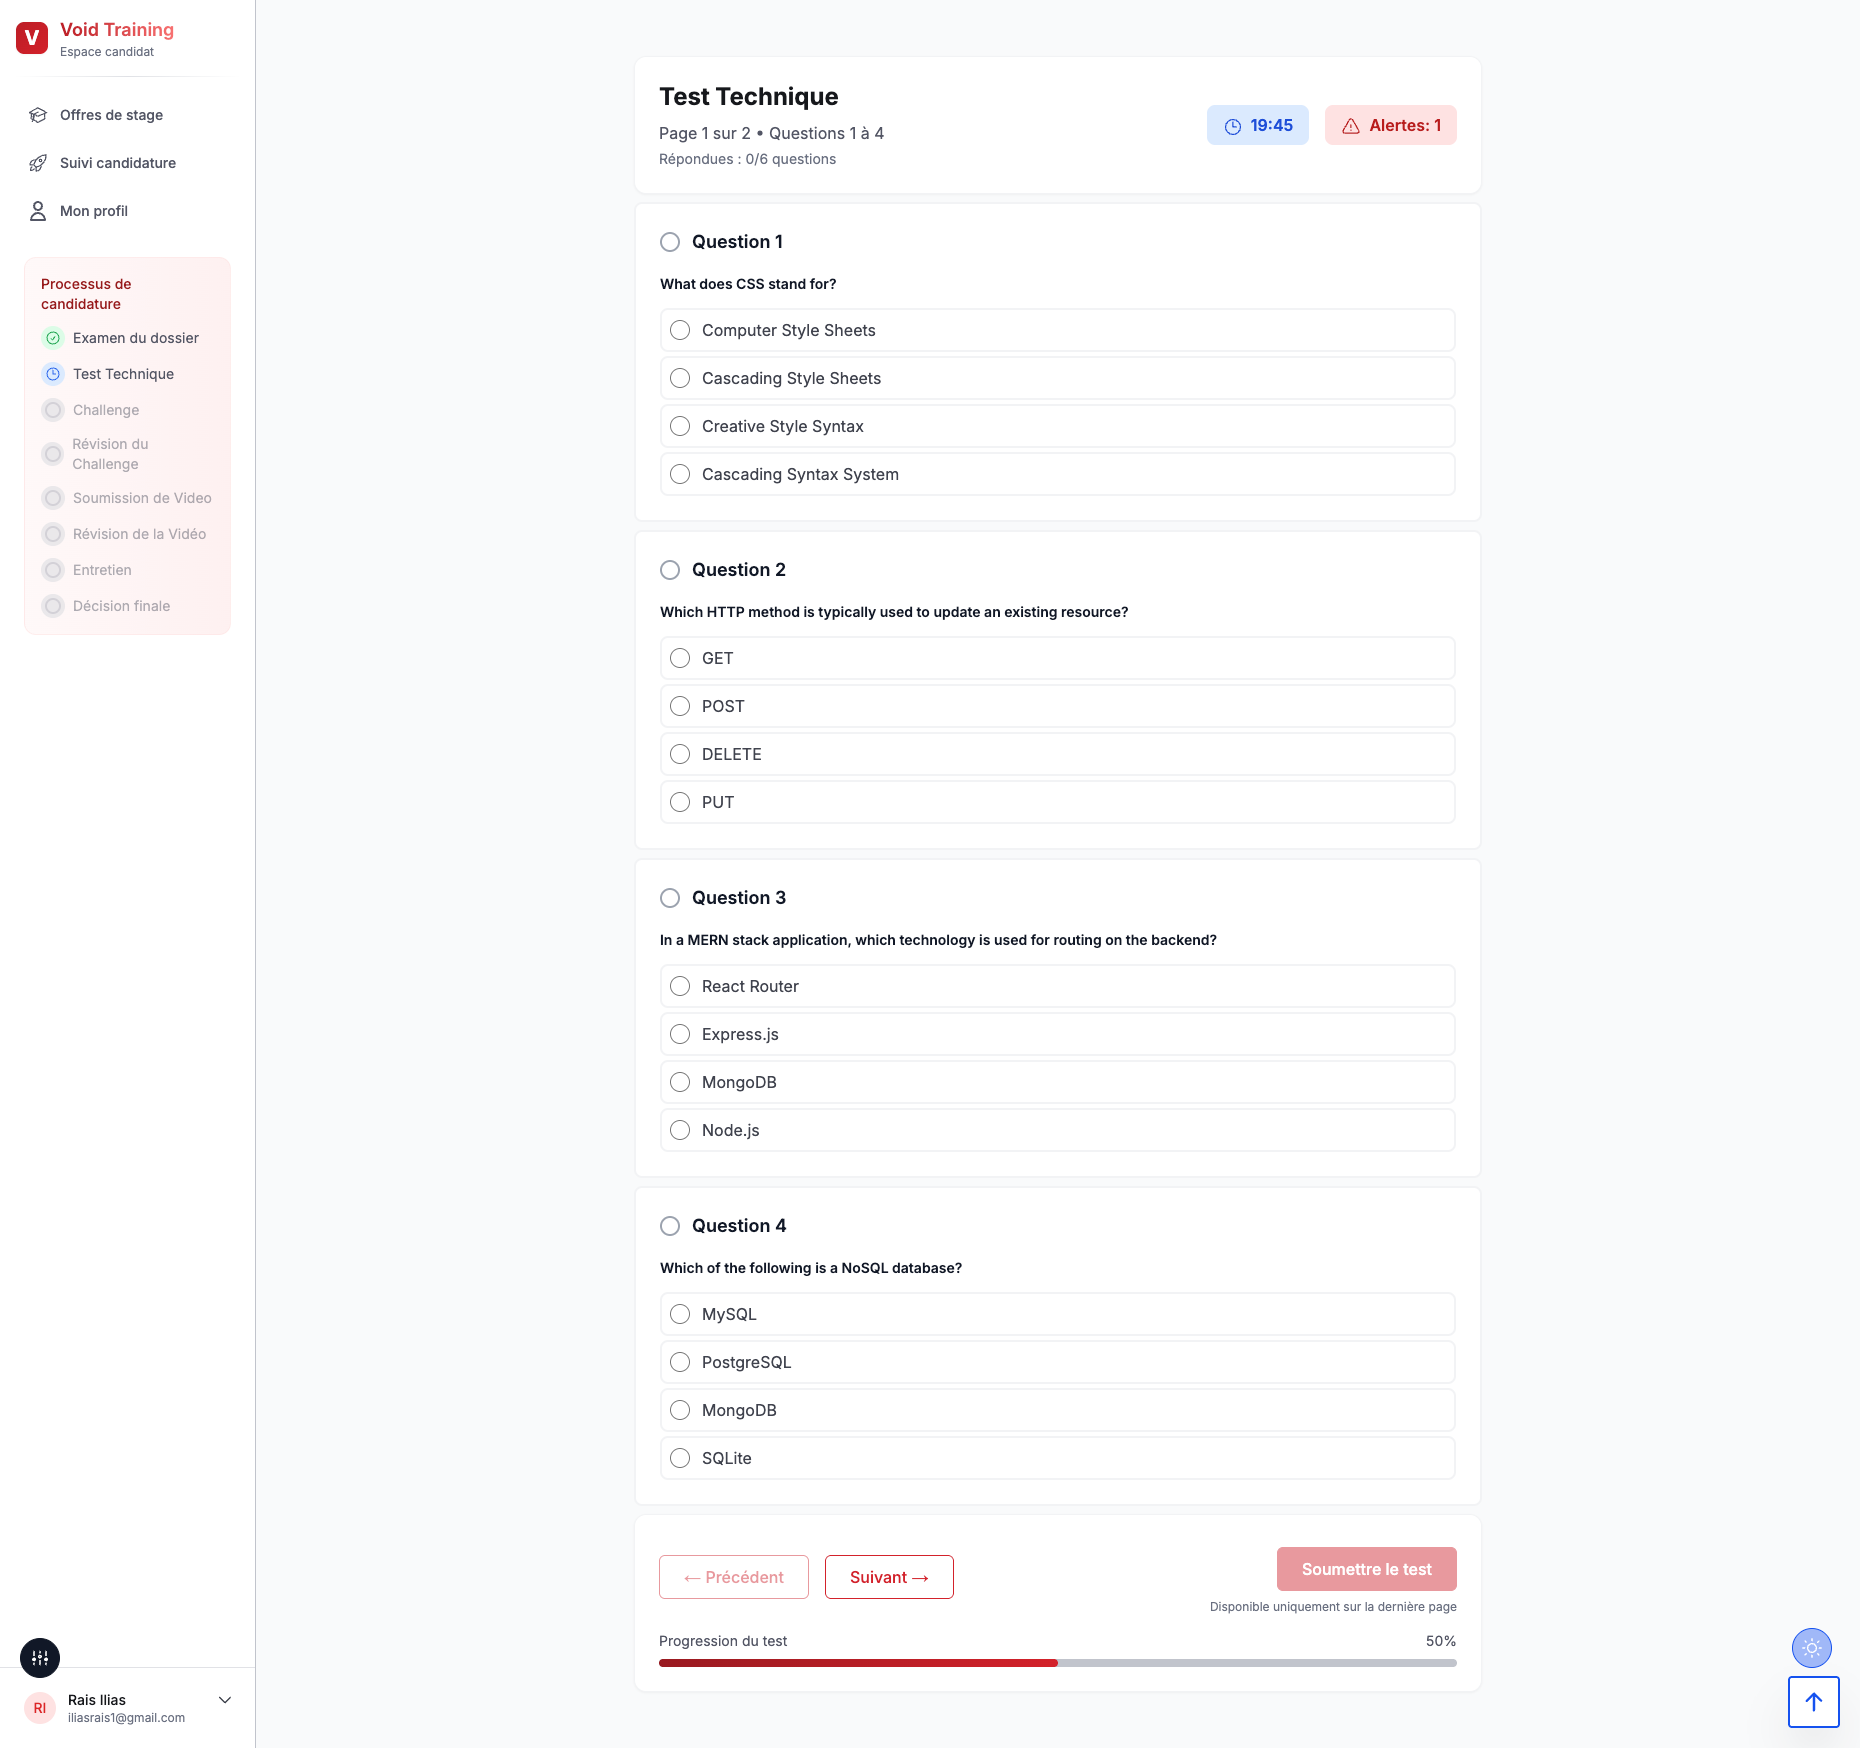 V
Void Training
Espace candidat
Offres de stage
Suivi candidature
Mon profil
Processus de
candidature
Examen du dossier
Test Technique
Challenge
Révision du
Challenge
Soumission de Video
Révision de la Vidéo
Entretien
Décision finale
RI
Rais Ilias
iliasrais1@gmail.com
Test Technique
Page 1 sur 2 • Questions 1 à 4
Répondues : 0/6 questions
19:45
Alertes: 1
Question 1
What does CSS stand for?
Computer Style Sheets
Cascading Style Sheets
Creative Style Syntax
Cascading Syntax System
Question 2
Which HTTP method is typically used to update an existing resource?
GET
POST
DELETE
PUT
Question 3
In a MERN stack application, which technology is used for routing on the backend?
React Router
Express.js
MongoDB
Node.js
Question 4
Which of the following is a NoSQL database?
MySQL
PostgreSQL
MongoDB
SQLite
← Précédent
Suivant →
Soumettre le test
Disponible uniquement sur la dernière page
Progression du test
50%